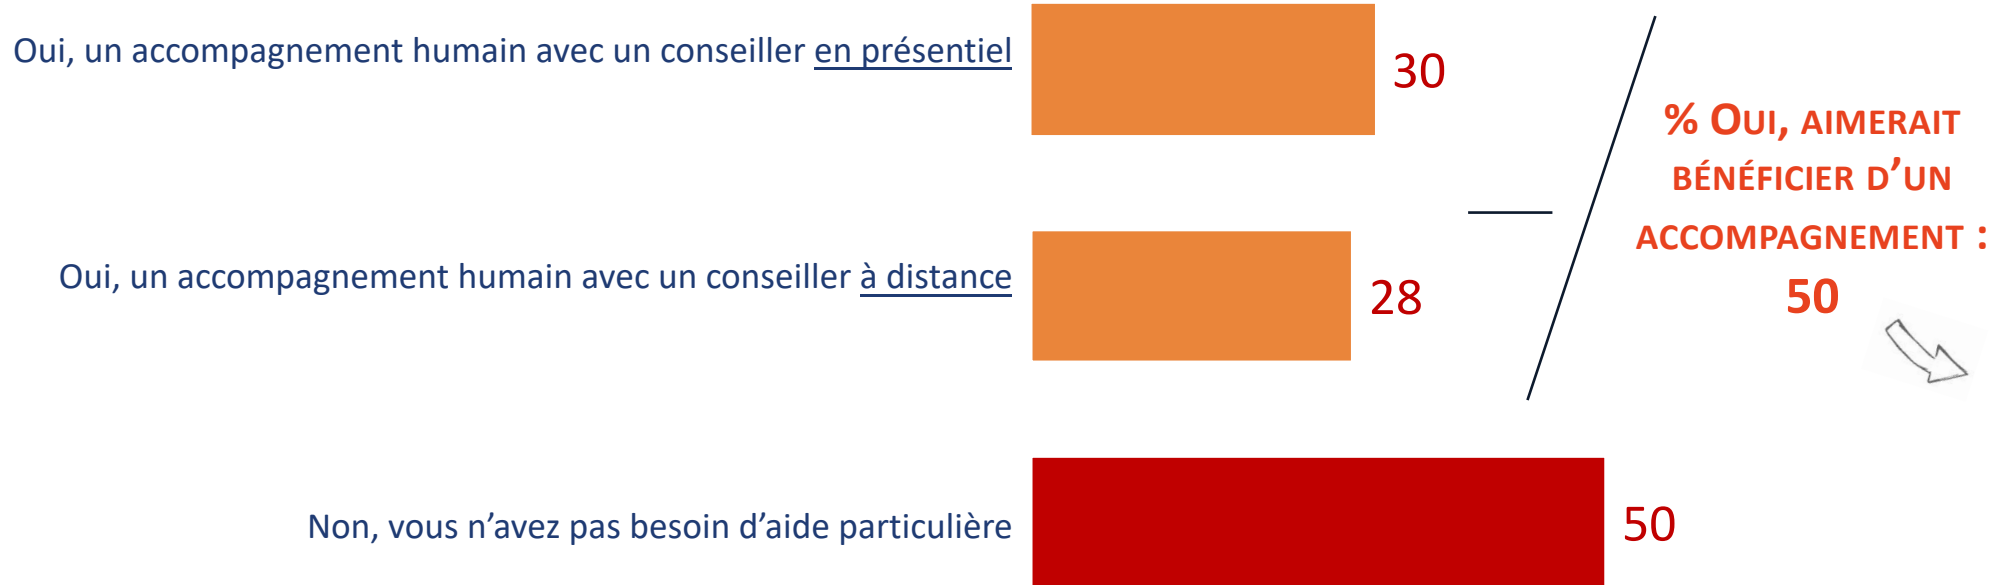 Oui, un accompagnement humain avec un conseiller en présentiel
30
Oui, un accompagnement humain avec un conseiller à distance
28
Non, vous n’avez pas besoin d’aide particulière
50
% OUI, AIMERAIT
BÉNÉFICIER D’UN
ACCOMPAGNEMENT :
50